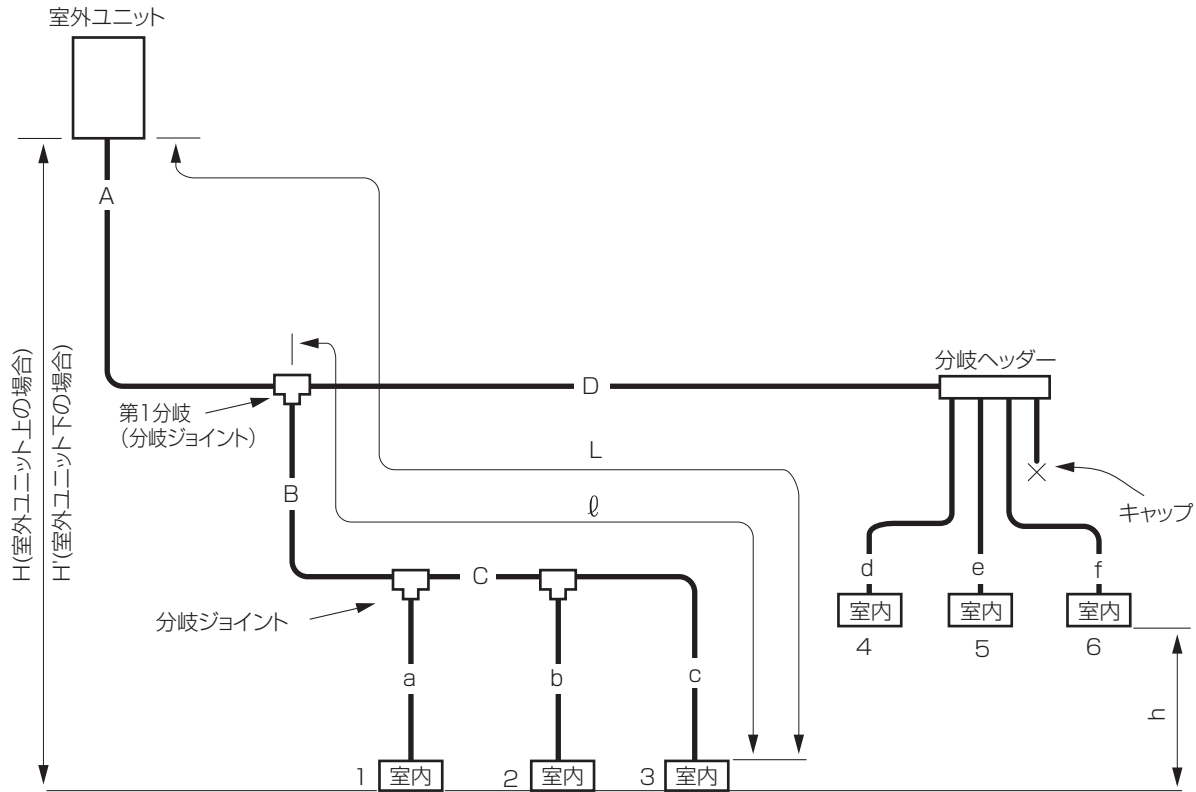 室外ユニット
A
H(室外ユニット上の場合)
H'(室外ユニット下の場合)
第1分岐
(分岐ジョイント)
D
分岐ヘッダー
L
ℓ
B
キャップ
C
分岐ジョイント
a
b
c
d
e
f
室内
室内
室内
4
5
6
h
1
室内
2
室内
3
室内